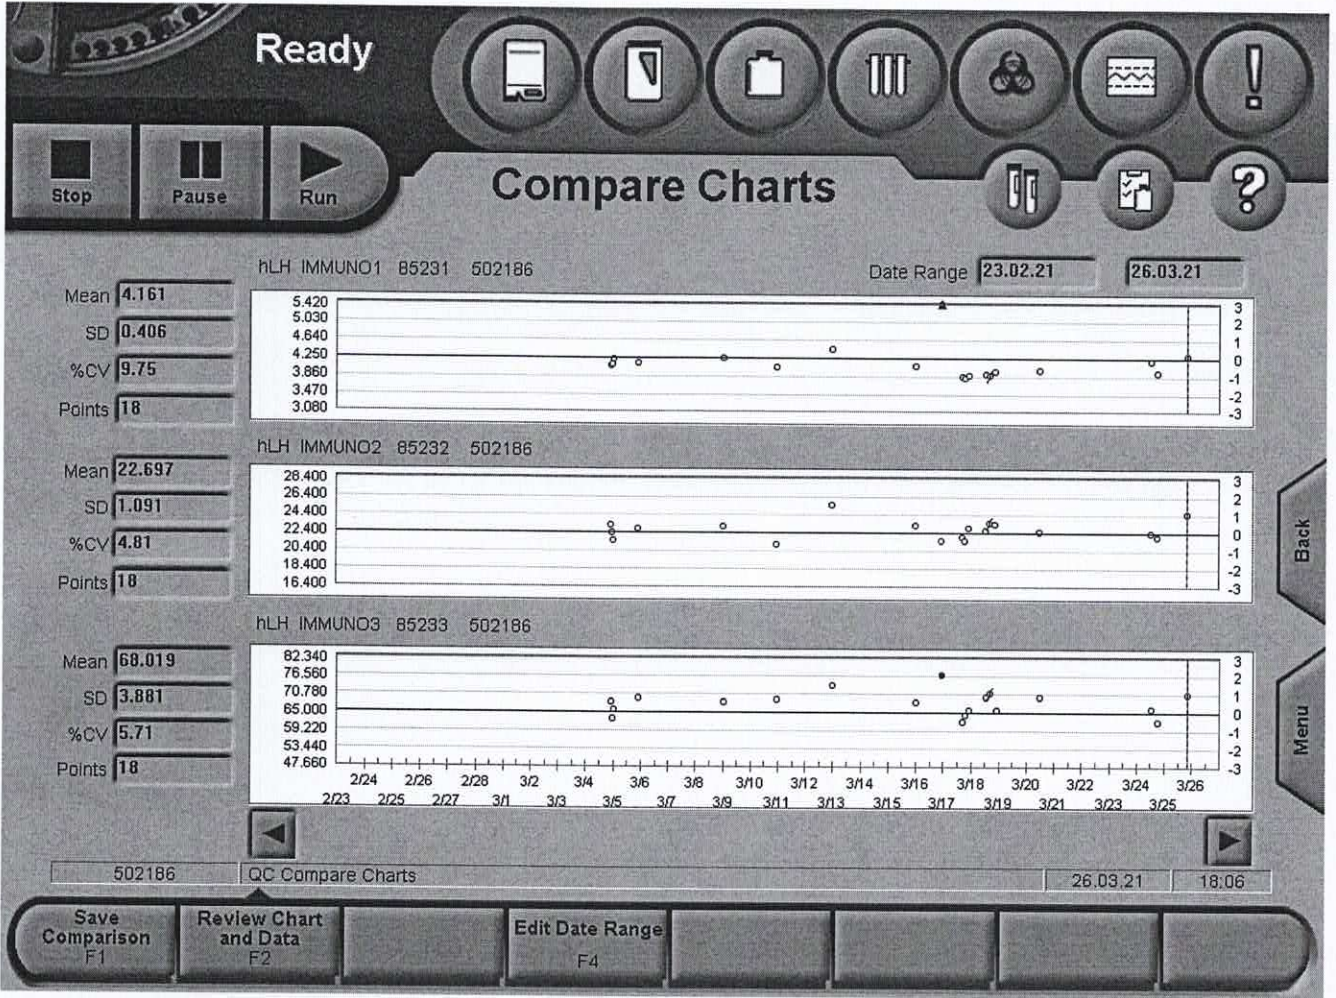 Ready
Stop
Pause
Run
Compare Charts
hLH IMMUNO1 85231 502186
Date Range 23.02.21 26.03.21
Mean 4.161
SD 0.406
%CV 9.75
Points 18
5.420
5.030
4.640
4.250
3.860
3.470
3.080
3
2
1
0
-1
-2
-3
hLH IMMUNO2 85232 502186
Mean 22.697
SD 1.091
%CV 4.81
Points 18
28.400
26.400
24.400
22.400
20.400
18.400
16.400
3
2
1
0
-1
-2
-3
Back
hLH IMMUNO3 85233 502186
Mean 68.019
SD 3.881
%CV 5.71
Points 18
82.340
76.560
70.780
65.000
59.220
53.440
47.660
3
2
1
0
-1
-2
-3
Menu
2/24 2/26 2/28 3/2 3/4 3/6 3/8 3/10 3/12 3/14 3/16 3/18 3/20 3/22 3/24 3/26
2/23 2/25 2/27 3/1 3/3 3/5 3/7 3/9 3/11 3/13 3/15 3/17 3/19 3/21 3/23 3/25
502186 QC Compare Charts 26.03.21 18:06
Save Comparison F1
Review Chart and Data F2
Edit Date Range F4